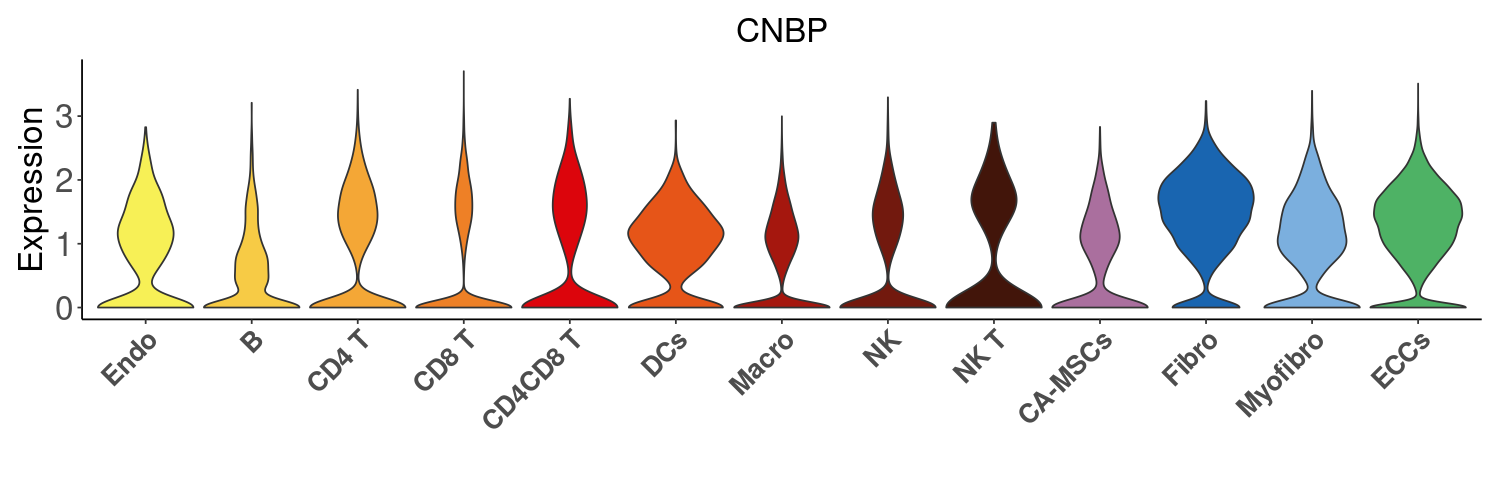 CNBP
Expression
3
2
1
0
Endo
B
CD4 T
CD8 T
CD4CD8 T
DCs
Macro
NK
NK T
CA-MSCs
Fibro
Myofibro
ECCs